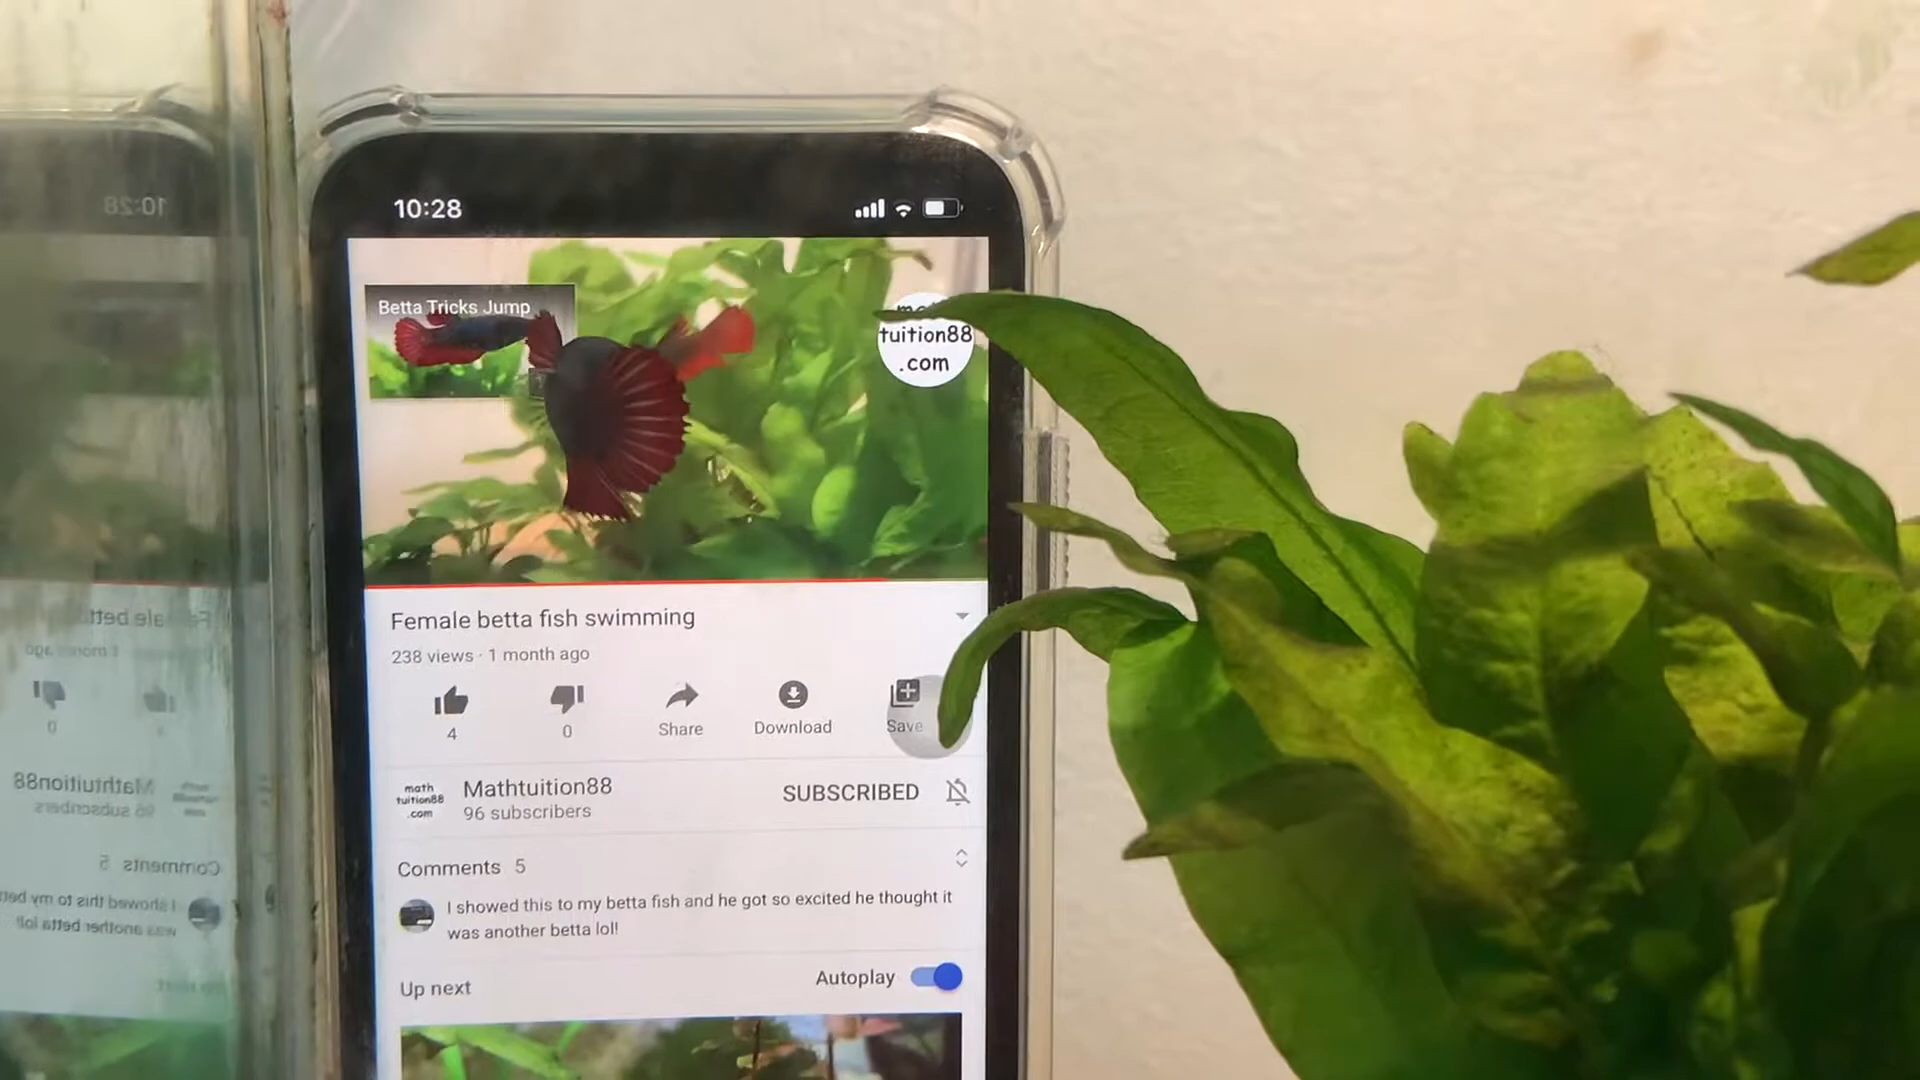 10:28
Betta Tricks Jump
tuition88
.com
Female betta fish swimming
238 views · 1 month ago
4
0
Share
Download
Save
math
tuition88
.com
Mathtuition88
96 subscribers
SUBSCRIBED
Comments 5
I showed this to my betta fish and he got so excited he thought it
was another betta lol!
Up next
Autoplay